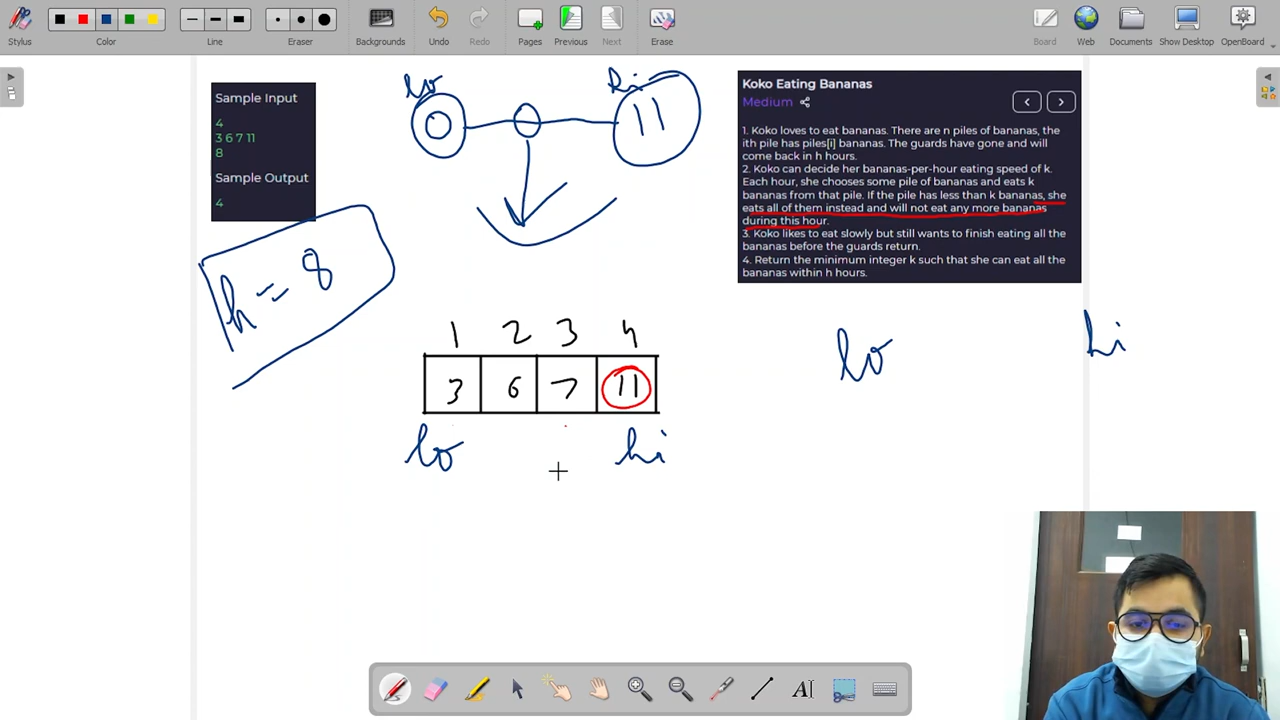 Stylus
Color
Line
Eraser
Backgrounds
Undo
Redo
Pages
Previous
Next
Erase
Board
Web
Documents
Show Desktop
OpenBoard
Sample Input
4
3 6 7 11
8
Sample Output
4
lo
hi
0
11
Koko Eating Bananas
Medium
1. Koko loves to eat bananas. There are n piles of bananas, the
ith pile has piles[i] bananas. The guards have gone and will
come back in h hours.
2. Koko can decide her bananas-per-hour eating speed of k.
Each hour, she chooses some pile of bananas and eats k
bananas from that pile. If the pile has less than k bananas, she
eats all of them instead and will not eat any more bananas
during this hour.
3. Koko likes to eat slowly but still wants to finish eating all the
bananas before the guards return.
4. Return the minimum integer k such that she can eat all the
bananas within h hours.
h = 8
1 2 3 4
3 6 7 11
lo hi
lo hi